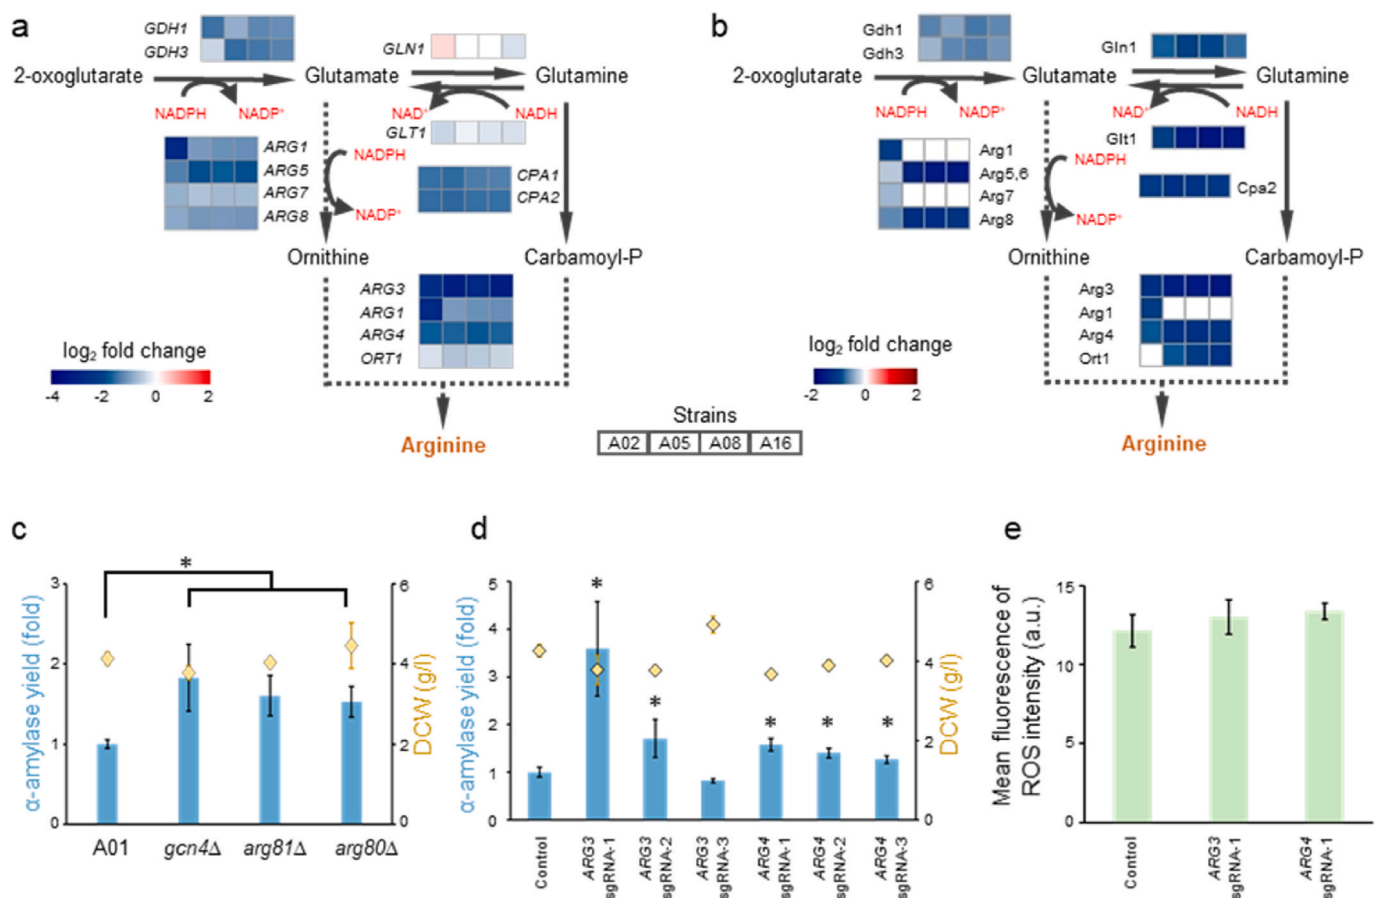 a
GDH1
GDH3
GLN1
2-oxoglutarate
Glutamate
Glutamine
NADPH
NADP⁺
NAD⁺
NADH
GLT1
ARG1
ARG5
ARG7
ARG8
NADPH
NADP⁺
CPA1
CPA2
Ornithine
Carbamoyl-P
ARG3
ARG1
ARG4
ORT1
log₂ fold change
-4 -2 0 2
Arginine
b
Gdh1
Gdh3
Gln1
2-oxoglutarate
Glutamate
Glutamine
NADPH
NADP⁺
NAD⁺
NADH
Glt1
Arg1
Arg5,6
Arg7
Arg8
NADPH
NADP⁺
Cpa2
Ornithine
Carbamoyl-P
Arg3
Arg1
Arg4
Ort1
log₂ fold change
-2 0 2
Arginine
Strains
A02 A05 A08 A16
c
α-amylase yield (fold)
3
2
1
0
*
6
4
2
0
DCW (g/l)
A01 gcn4Δ arg81Δ arg80Δ
d
α-amylase yield (fold)
5
4
3
2
1
0
* * * * *
6
4
2
0
DCW (g/l)
Control
ARG3 sgRNA-1
ARG3 sgRNA-2
ARG3 sgRNA-3
ARG4 sgRNA-1
ARG4 sgRNA-2
ARG4 sgRNA-3
e
Mean fluorescence of
ROS intensity (a.u.)
15
10
5
0
Control
ARG3 sgRNA-1
ARG4 sgRNA-1